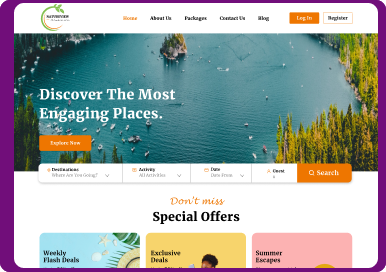 NATUREVIEW
Home About Us Packages Contact Us Blog Log In Register
Discover The Most
Engaging Places.
Explore Now
Destinations Activity Date Guest
Where Are You Going? All Activities Date From 0
Search
Don't miss
Special Offers
Weekly
Flash Deals
Exclusive
Deals
Summer
Escapes